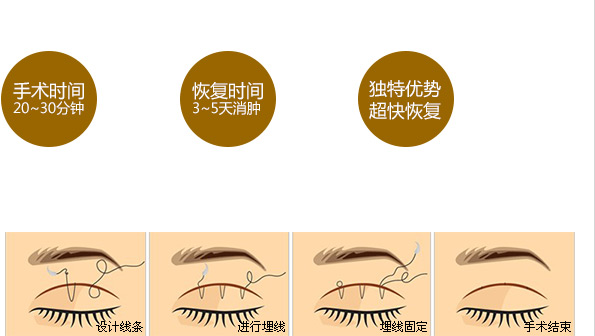 手术时间
20~30分钟
恢复时间
3~5天消肿
独特优势
超快恢复
设计线条
进行埋线
埋线固定
手术结束